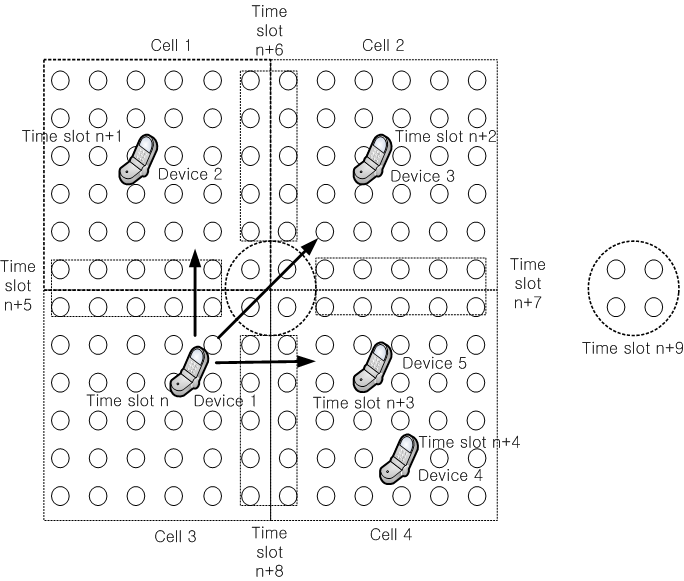 Time
slot
n+6
Cell 1
Cell 2
Time slot n+1
Time slot n+2
Device 2
Device 3
Time
slot
n+5
Time
slot
n+7
Time slot n+9
Device 5
Time slot n
Device 1
Time slot n+3
Time slot n+4
Device 4
Cell 3
Time
slot
n+8
Cell 4